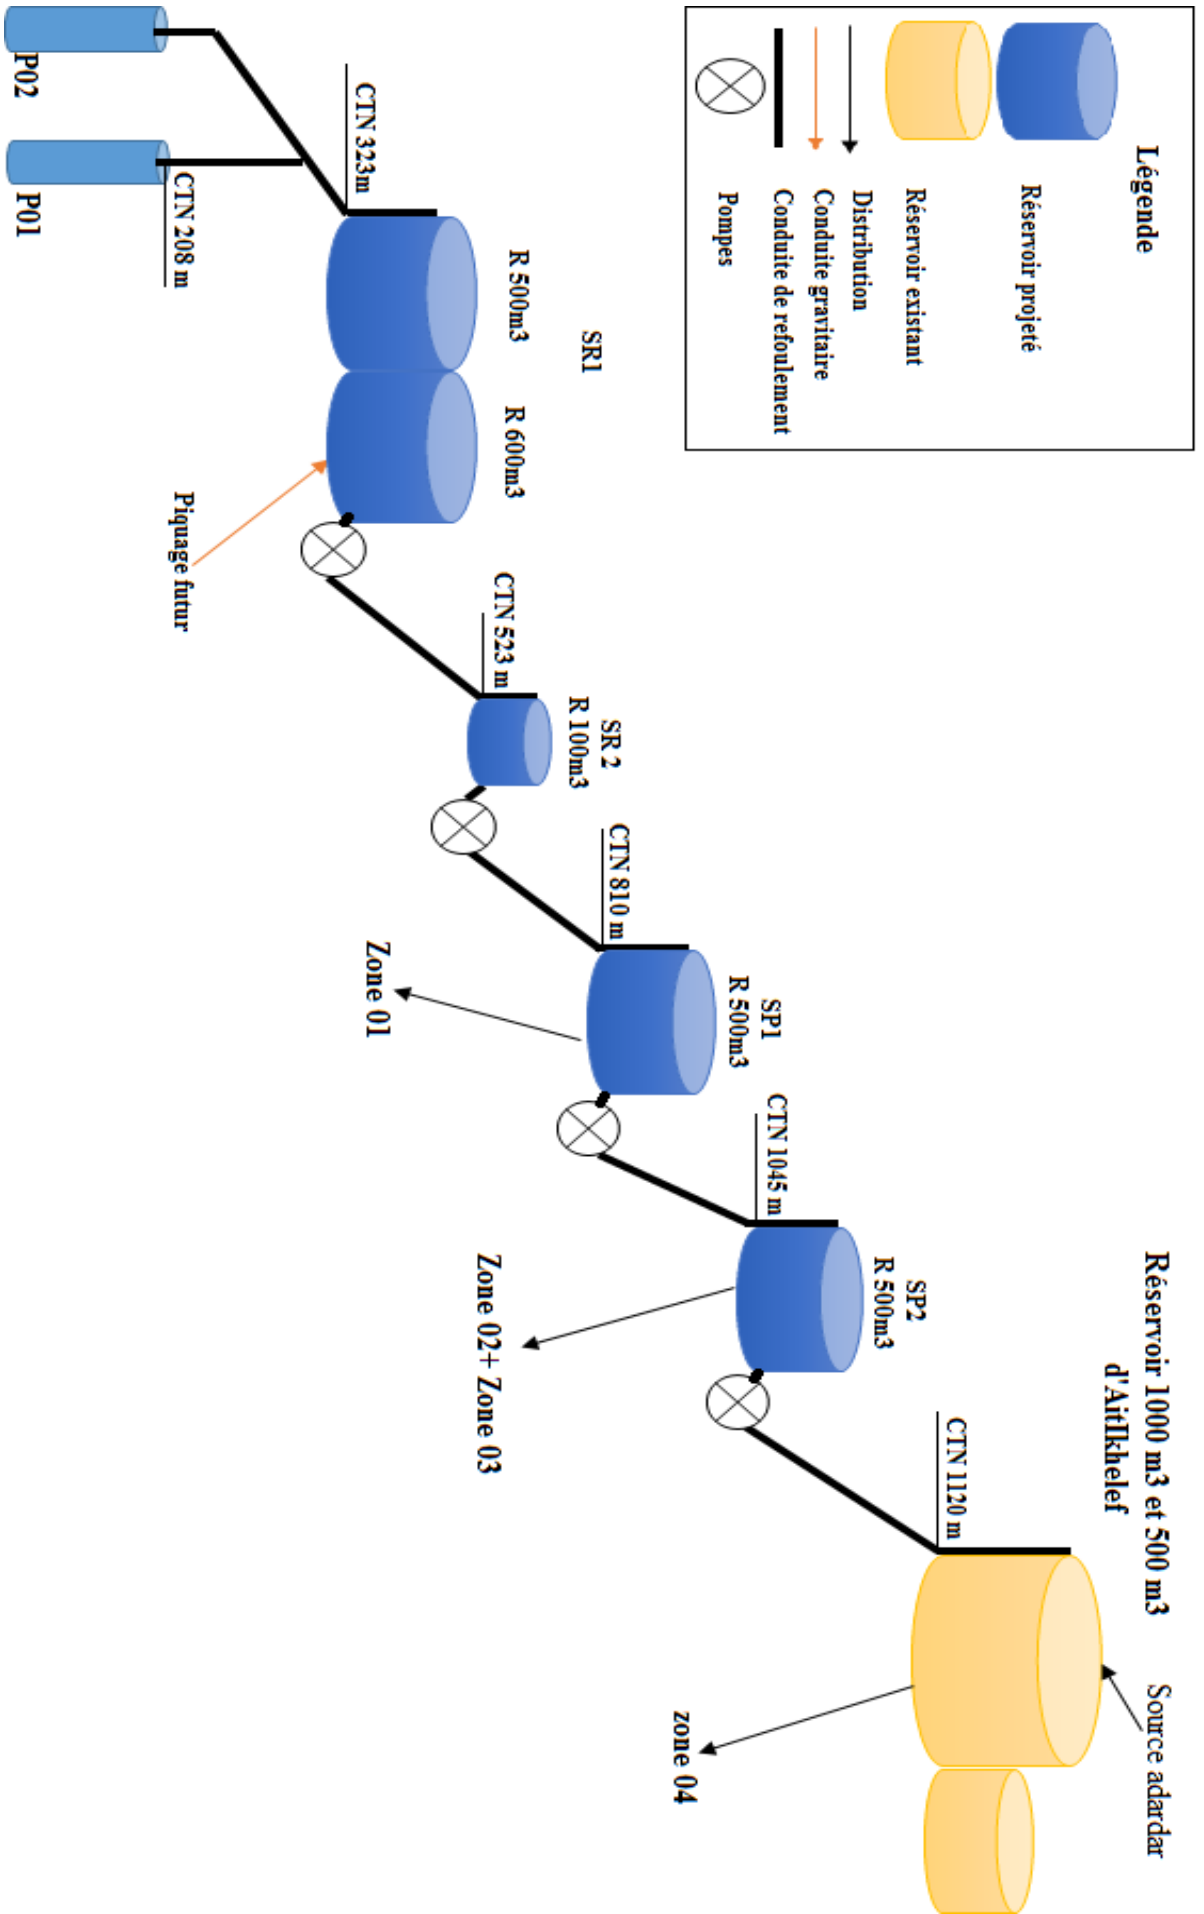 Légende
Réservoir projeté
Réservoir existant
Distribution
Conduite gravitaire
Conduite de refoulement
Pompes
P02
P01
CTN 208 m
CTN 323m
SR1
R 500m3
R 600m3
Piquage futur
CTN 523 m
SR 2
R 100m3
CTN 810 m
SP1
R 500m3
Zone 01
CTN 1045 m
SP2
R 500m3
Zone 02+ Zone 03
Réservoir 1000 m3 et 500 m3
d'AitIkhelef
CTN 1120 m
Source adardar
zone 04